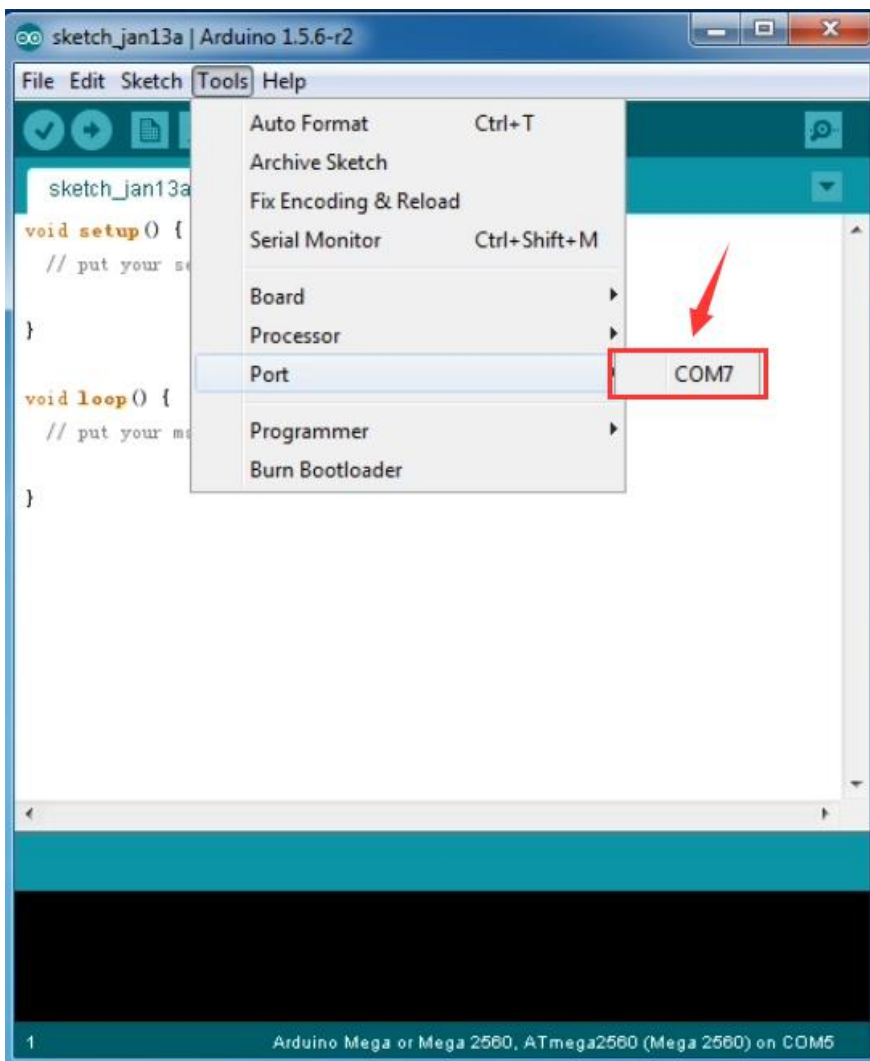 sketch_jan13a | Arduino 1.5.6-r2
File Edit Sketch Tools Help
Auto Format Ctrl+T
Archive Sketch
sketch_jan13a
Fix Encoding & Reload
void setup() {
Serial Monitor Ctrl+Shift+M
// put your
Board
}
Processor
Port COM7
void loop() {
// put your
Programmer
Burn Bootloader
}
1 Arduino Mega or Mega 2560, ATmega2560 (Mega 2560) on COM5